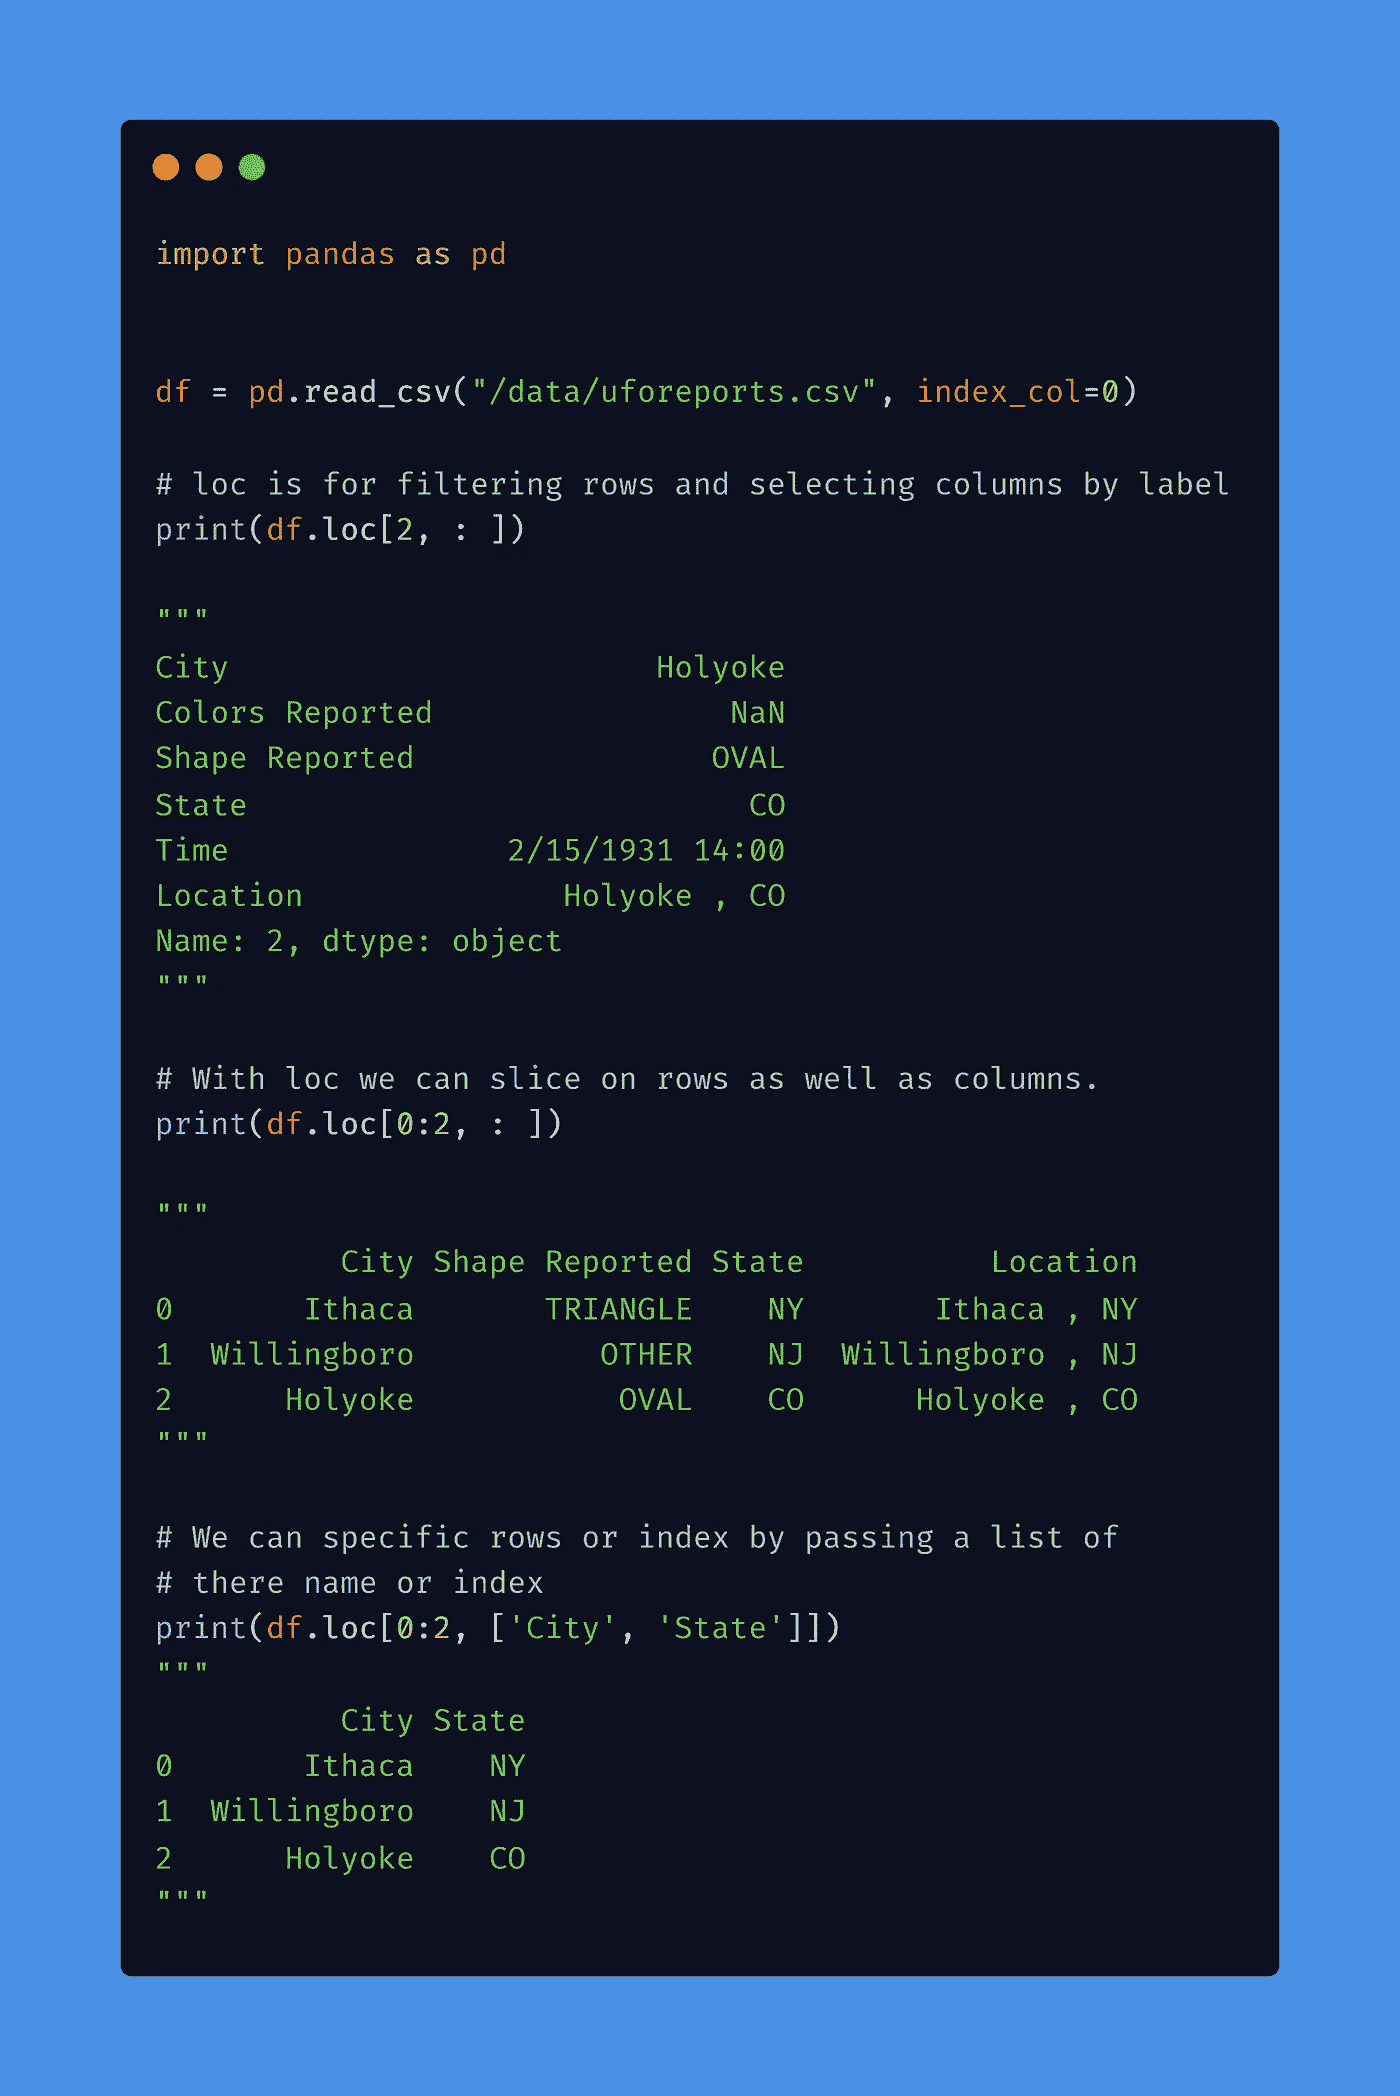 import pandas as pd
df = pd.read_csv("/data/uforeports.csv", index_col=0)
# loc is for filtering rows and selecting columns by label
print(df.loc[2, : ])
"""
City                       Holyoke
Colors Reported                NaN
Shape Reported                OVAL
State                           CO
Time               2/15/1931 14:00
Location              Holyoke , CO
Name: 2, dtype: object
"""
# With loc we can slice on rows as well as columns.
print(df.loc[0:2, : ])
"""
          City Shape Reported State          Location
0       Ithaca       TRIANGLE    NY       Ithaca , NY
1  Willingboro          OTHER    NJ  Willingboro , NJ
2      Holyoke           OVAL    CO      Holyoke , CO
"""
# We can specific rows or index by passing a list of
# there name or index
print(df.loc[0:2, ['City', 'State']])
"""
          City State
0       Ithaca    NY
1  Willingboro    NJ
2      Holyoke    CO
"""